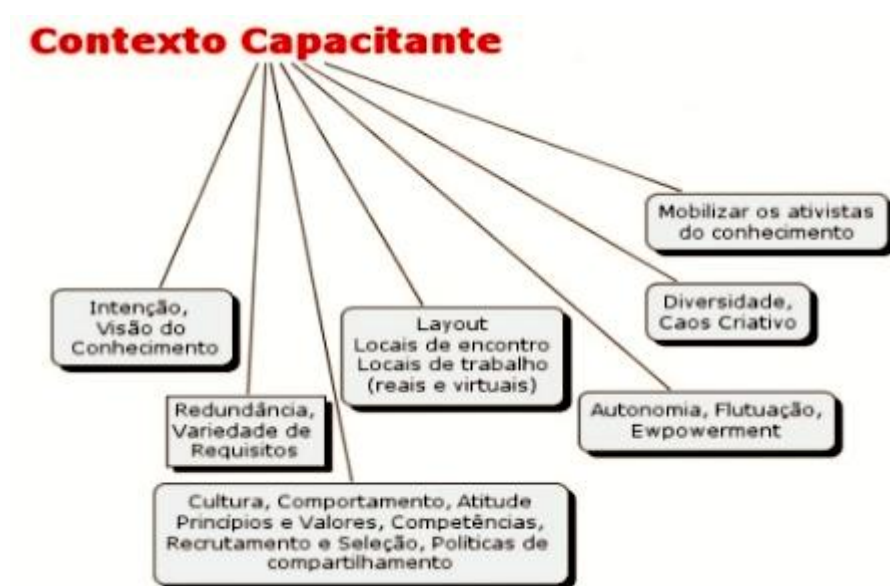 Contexto Capacitante
Mobilizar os ativistas
do conhecimento
Intenção,
Visão do
Conhecimento
Layout
Locais de encontro
Locais de trabalho
(reais e virtuais)
Diversidade,
Caos Criativo
Redundância,
Variedade de
Requisitos
Autonomia, Flutuação,
Ewpowerment
Cultura, Comportamento, Atitude
Princípios e Valores, Competências,
Recrutamento e Seleção, Políticas de
compartilhamento